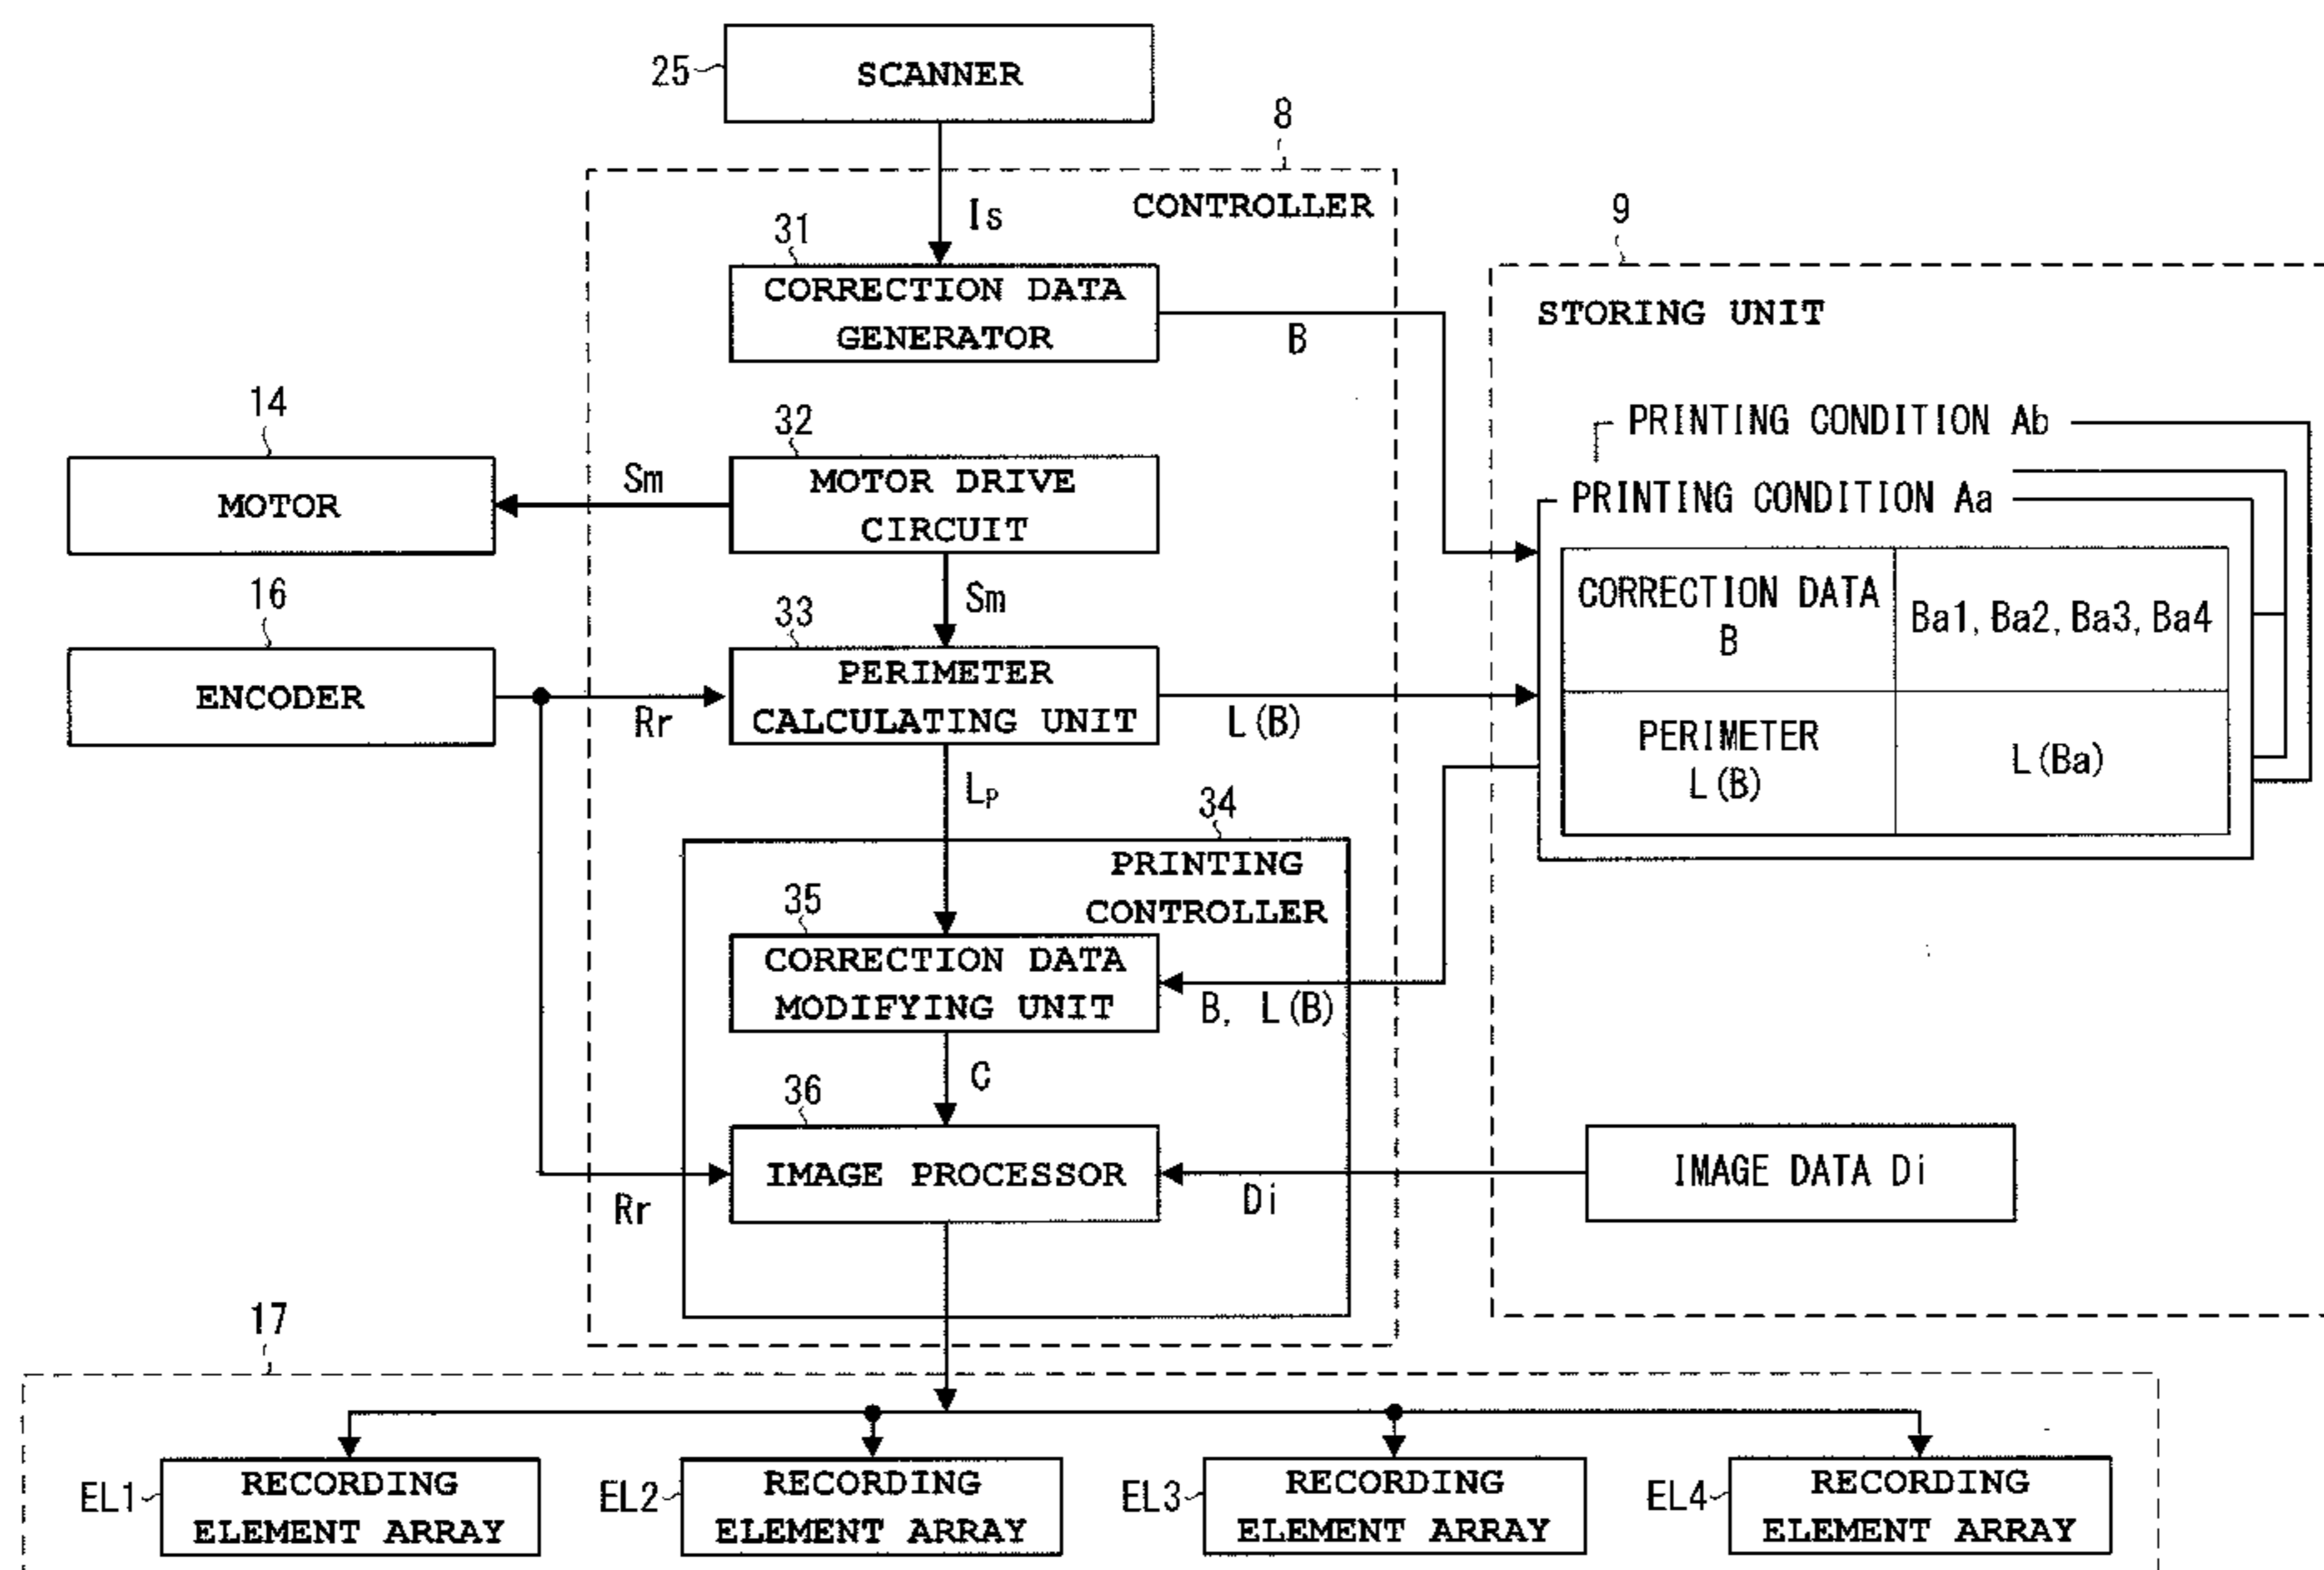 25
SCANNER
8
CONTROLLER
Is
31
CORRECTION DATA
GENERATOR
B
9
STORING UNIT
14
MOTOR
Sm
32
MOTOR DRIVE
CIRCUIT
Sm
PRINTING CONDITION Ab
PRINTING CONDITION Aa
CORRECTION DATA
B
Ba1, Ba2, Ba3, Ba4
PERIMETER
L(B)
L(Ba)
16
ENCODER
Rr
33
PERIMETER
CALCULATING UNIT
L(B)
Lp
34
PRINTING
CONTROLLER
35
CORRECTION DATA
MODIFYING UNIT
B, L(B)
C
36
IMAGE PROCESSOR
Rr
Di
IMAGE DATA Di
17
EL1
RECORDING
ELEMENT ARRAY
EL2
RECORDING
ELEMENT ARRAY
EL3
RECORDING
ELEMENT ARRAY
EL4
RECORDING
ELEMENT ARRAY